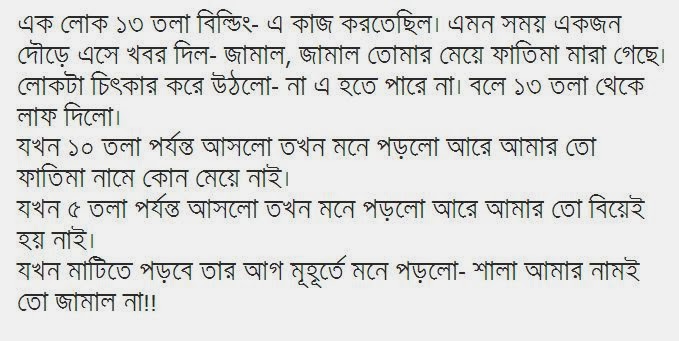 এক লোক ১৩ তলা বিল্ডিং- এ কাজ করতেছিল। এমন সময় একজন
দৌড়ে এসে খবর দিল- জামাল, জামাল তোমার মেয়ে ফাতিমা মারা গেছে।
লোকটা চিৎকার করে উঠলো- না এ হতে পারে না। বলে ১৩ তলা থেকে
লাফ দিলো।
যখন ১০ তলা পর্যন্ত আসলো তখন মনে পড়লো আরে আমার তো
ফাতিমা নামে কোন মেয়ে নাই।
যখন ৫ তলা পর্যন্ত আসলো তখন মনে পড়লো আরে আমার তো বিয়েই
হয় নাই।
যখন মাটিতে পড়বে তার আগ মূহূর্তে মনে পড়লো- শালা আমার নামই
তো জামাল না!!